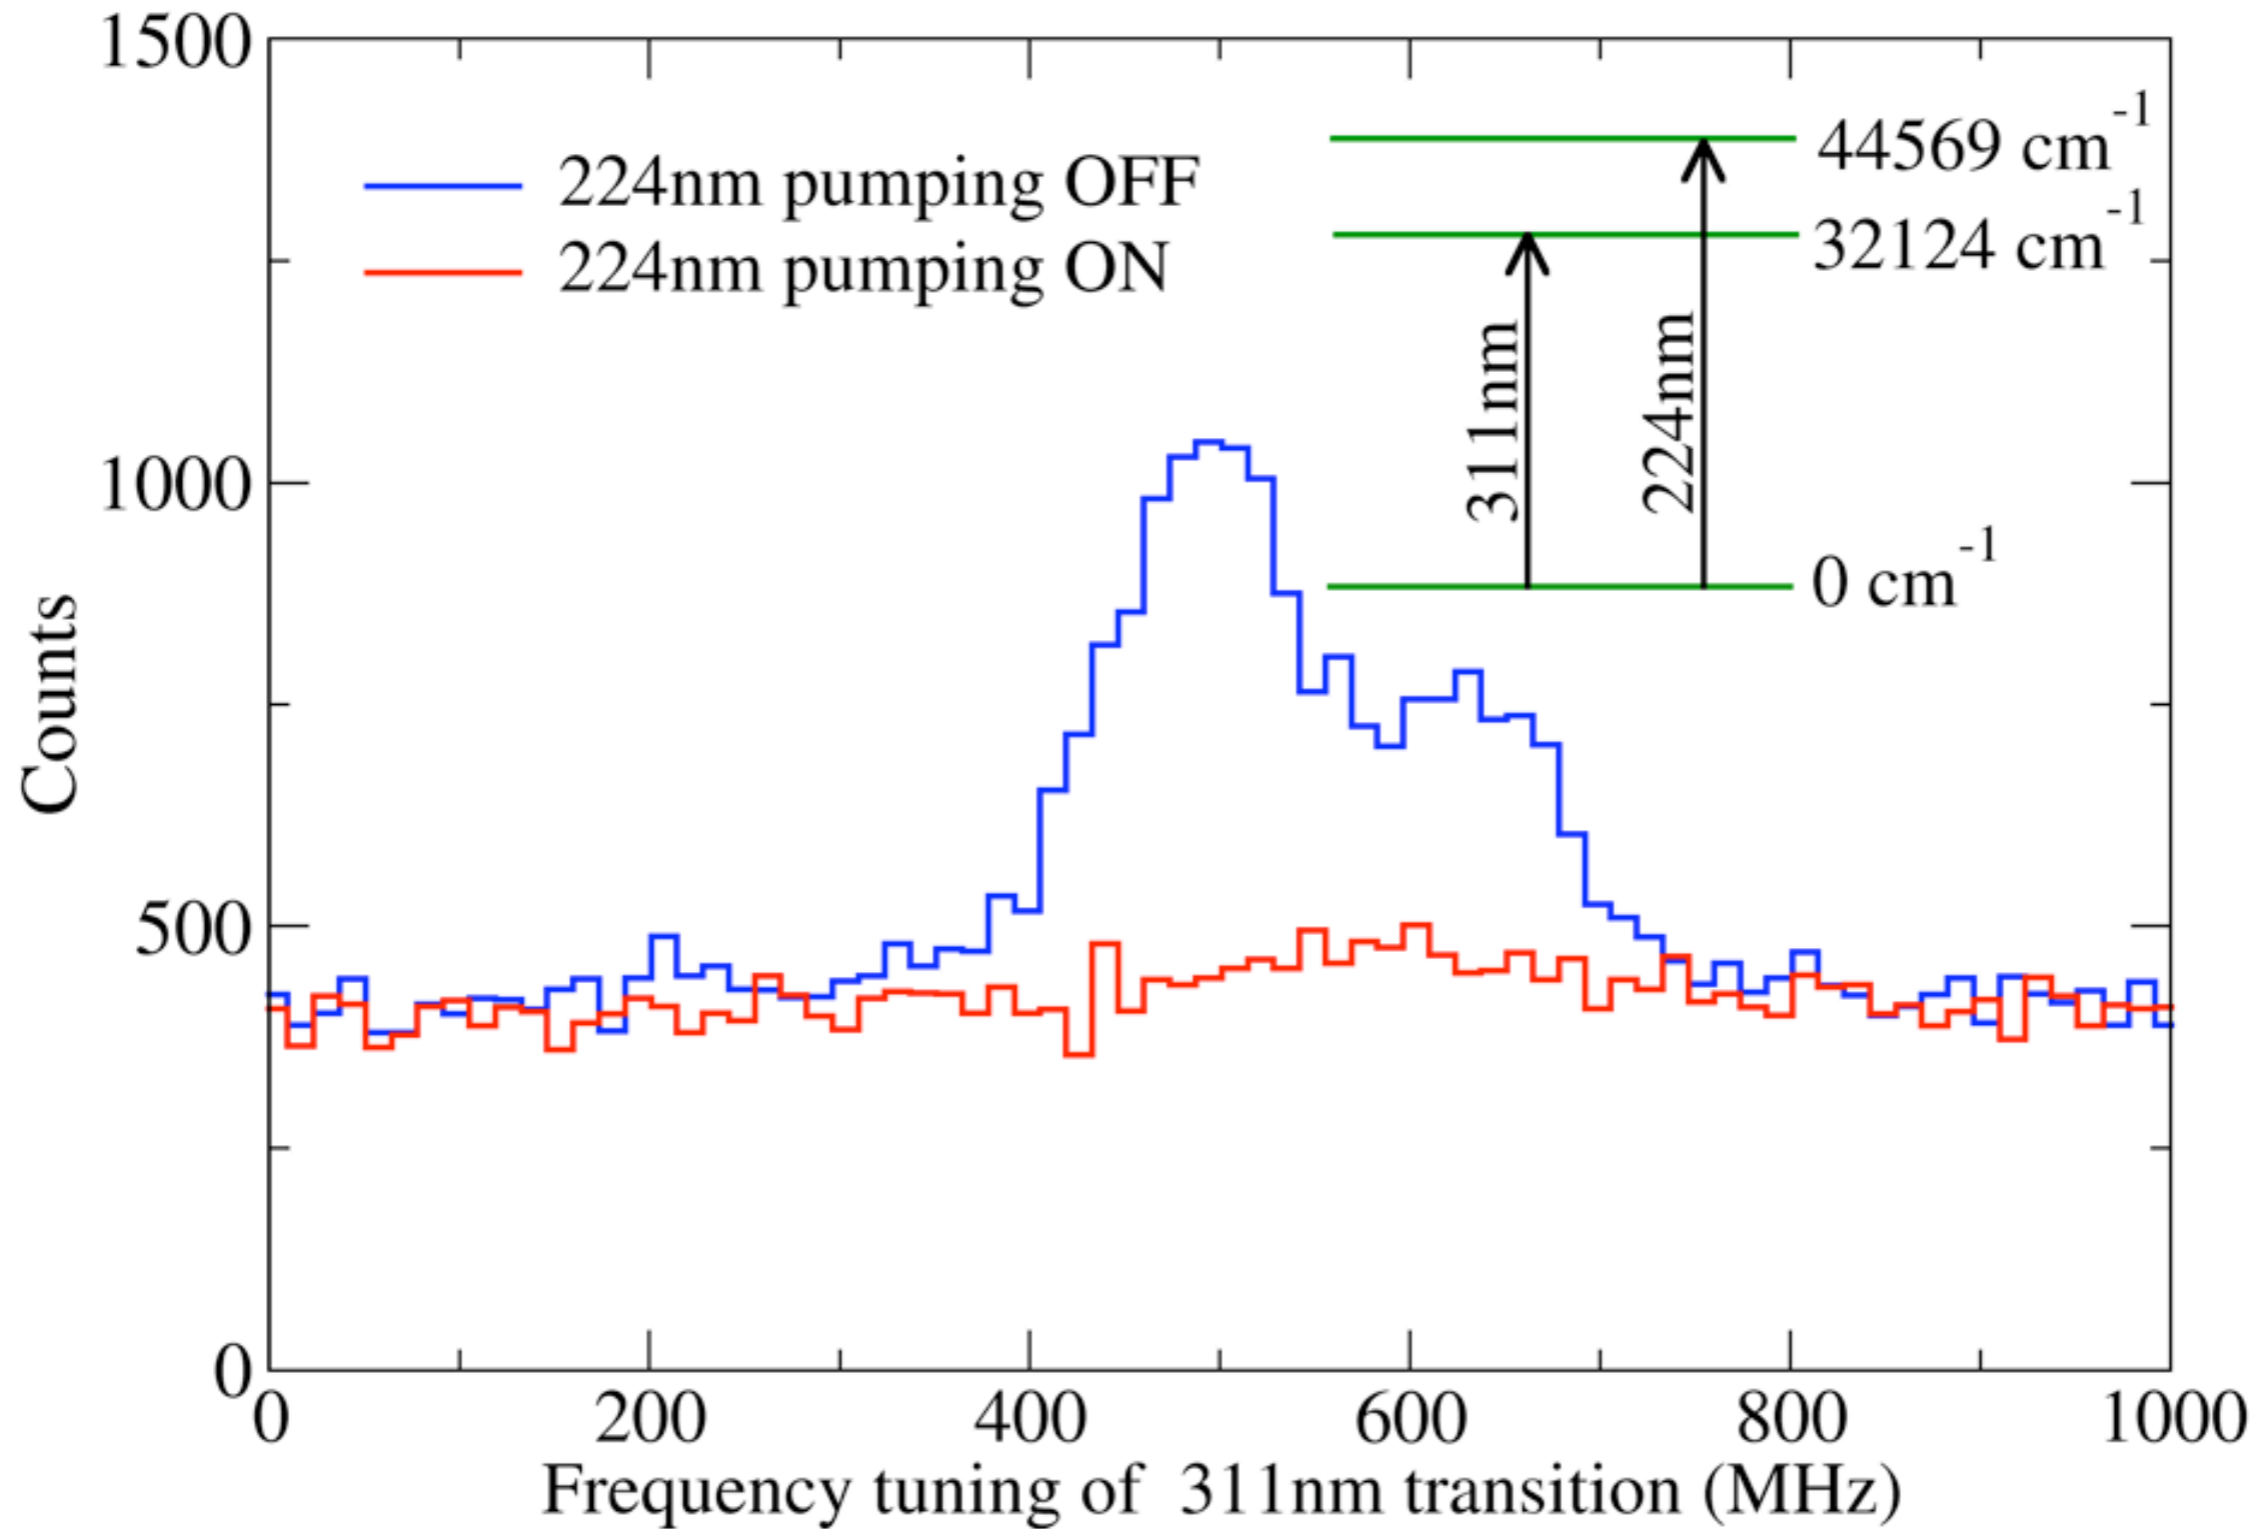 1500
1000
500
0
Counts
224nm pumping OFF
224nm pumping ON
44569 cm⁻¹
32124 cm⁻¹
311nm
224nm
0 cm⁻¹
0 200 400 600 800 1000
Frequency tuning of 311nm transition (MHz)